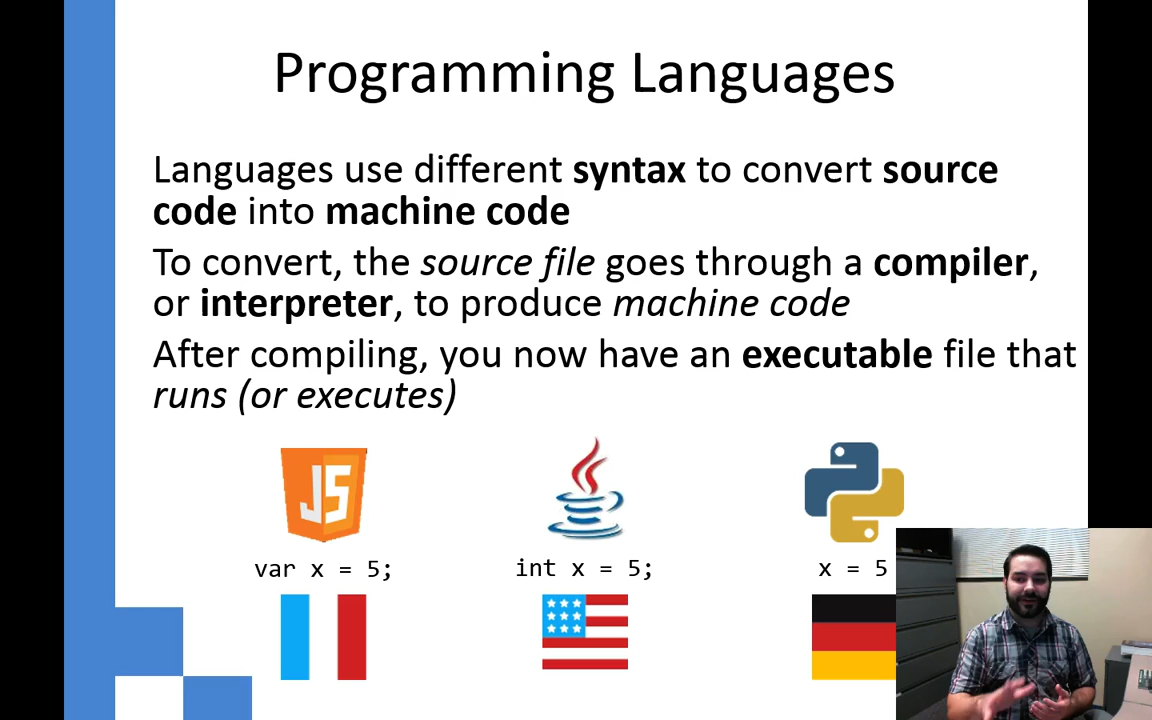 Programming Languages
Languages use different syntax to convert source
code into machine code
To convert, the source file goes through a compiler,
or interpreter, to produce machine code
After compiling, you now have an executable file that
runs (or executes)
JS
var x = 5;
int x = 5;
x = 5